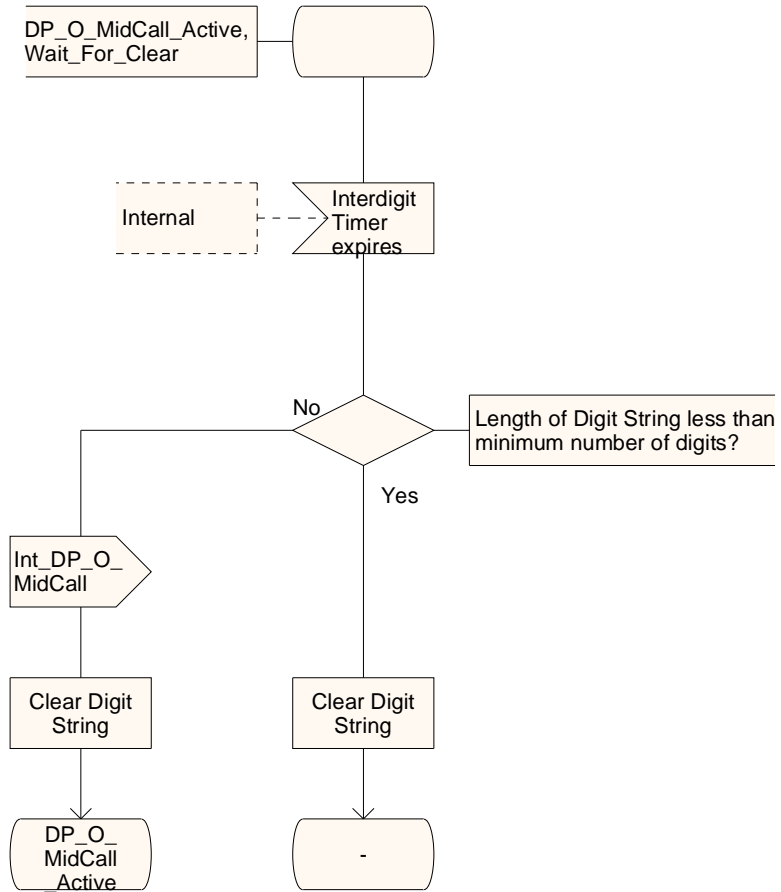 DP_O_MidCall_Active,
Wait_For_Clear
Internal
Interdigit
Timer
expires
No
Length of Digit String less than
minimum number of digits?
Yes
Int_DP_O_
MidCall
Clear Digit
String
Clear Digit
String
DP_O_
MidCall
_Active
-